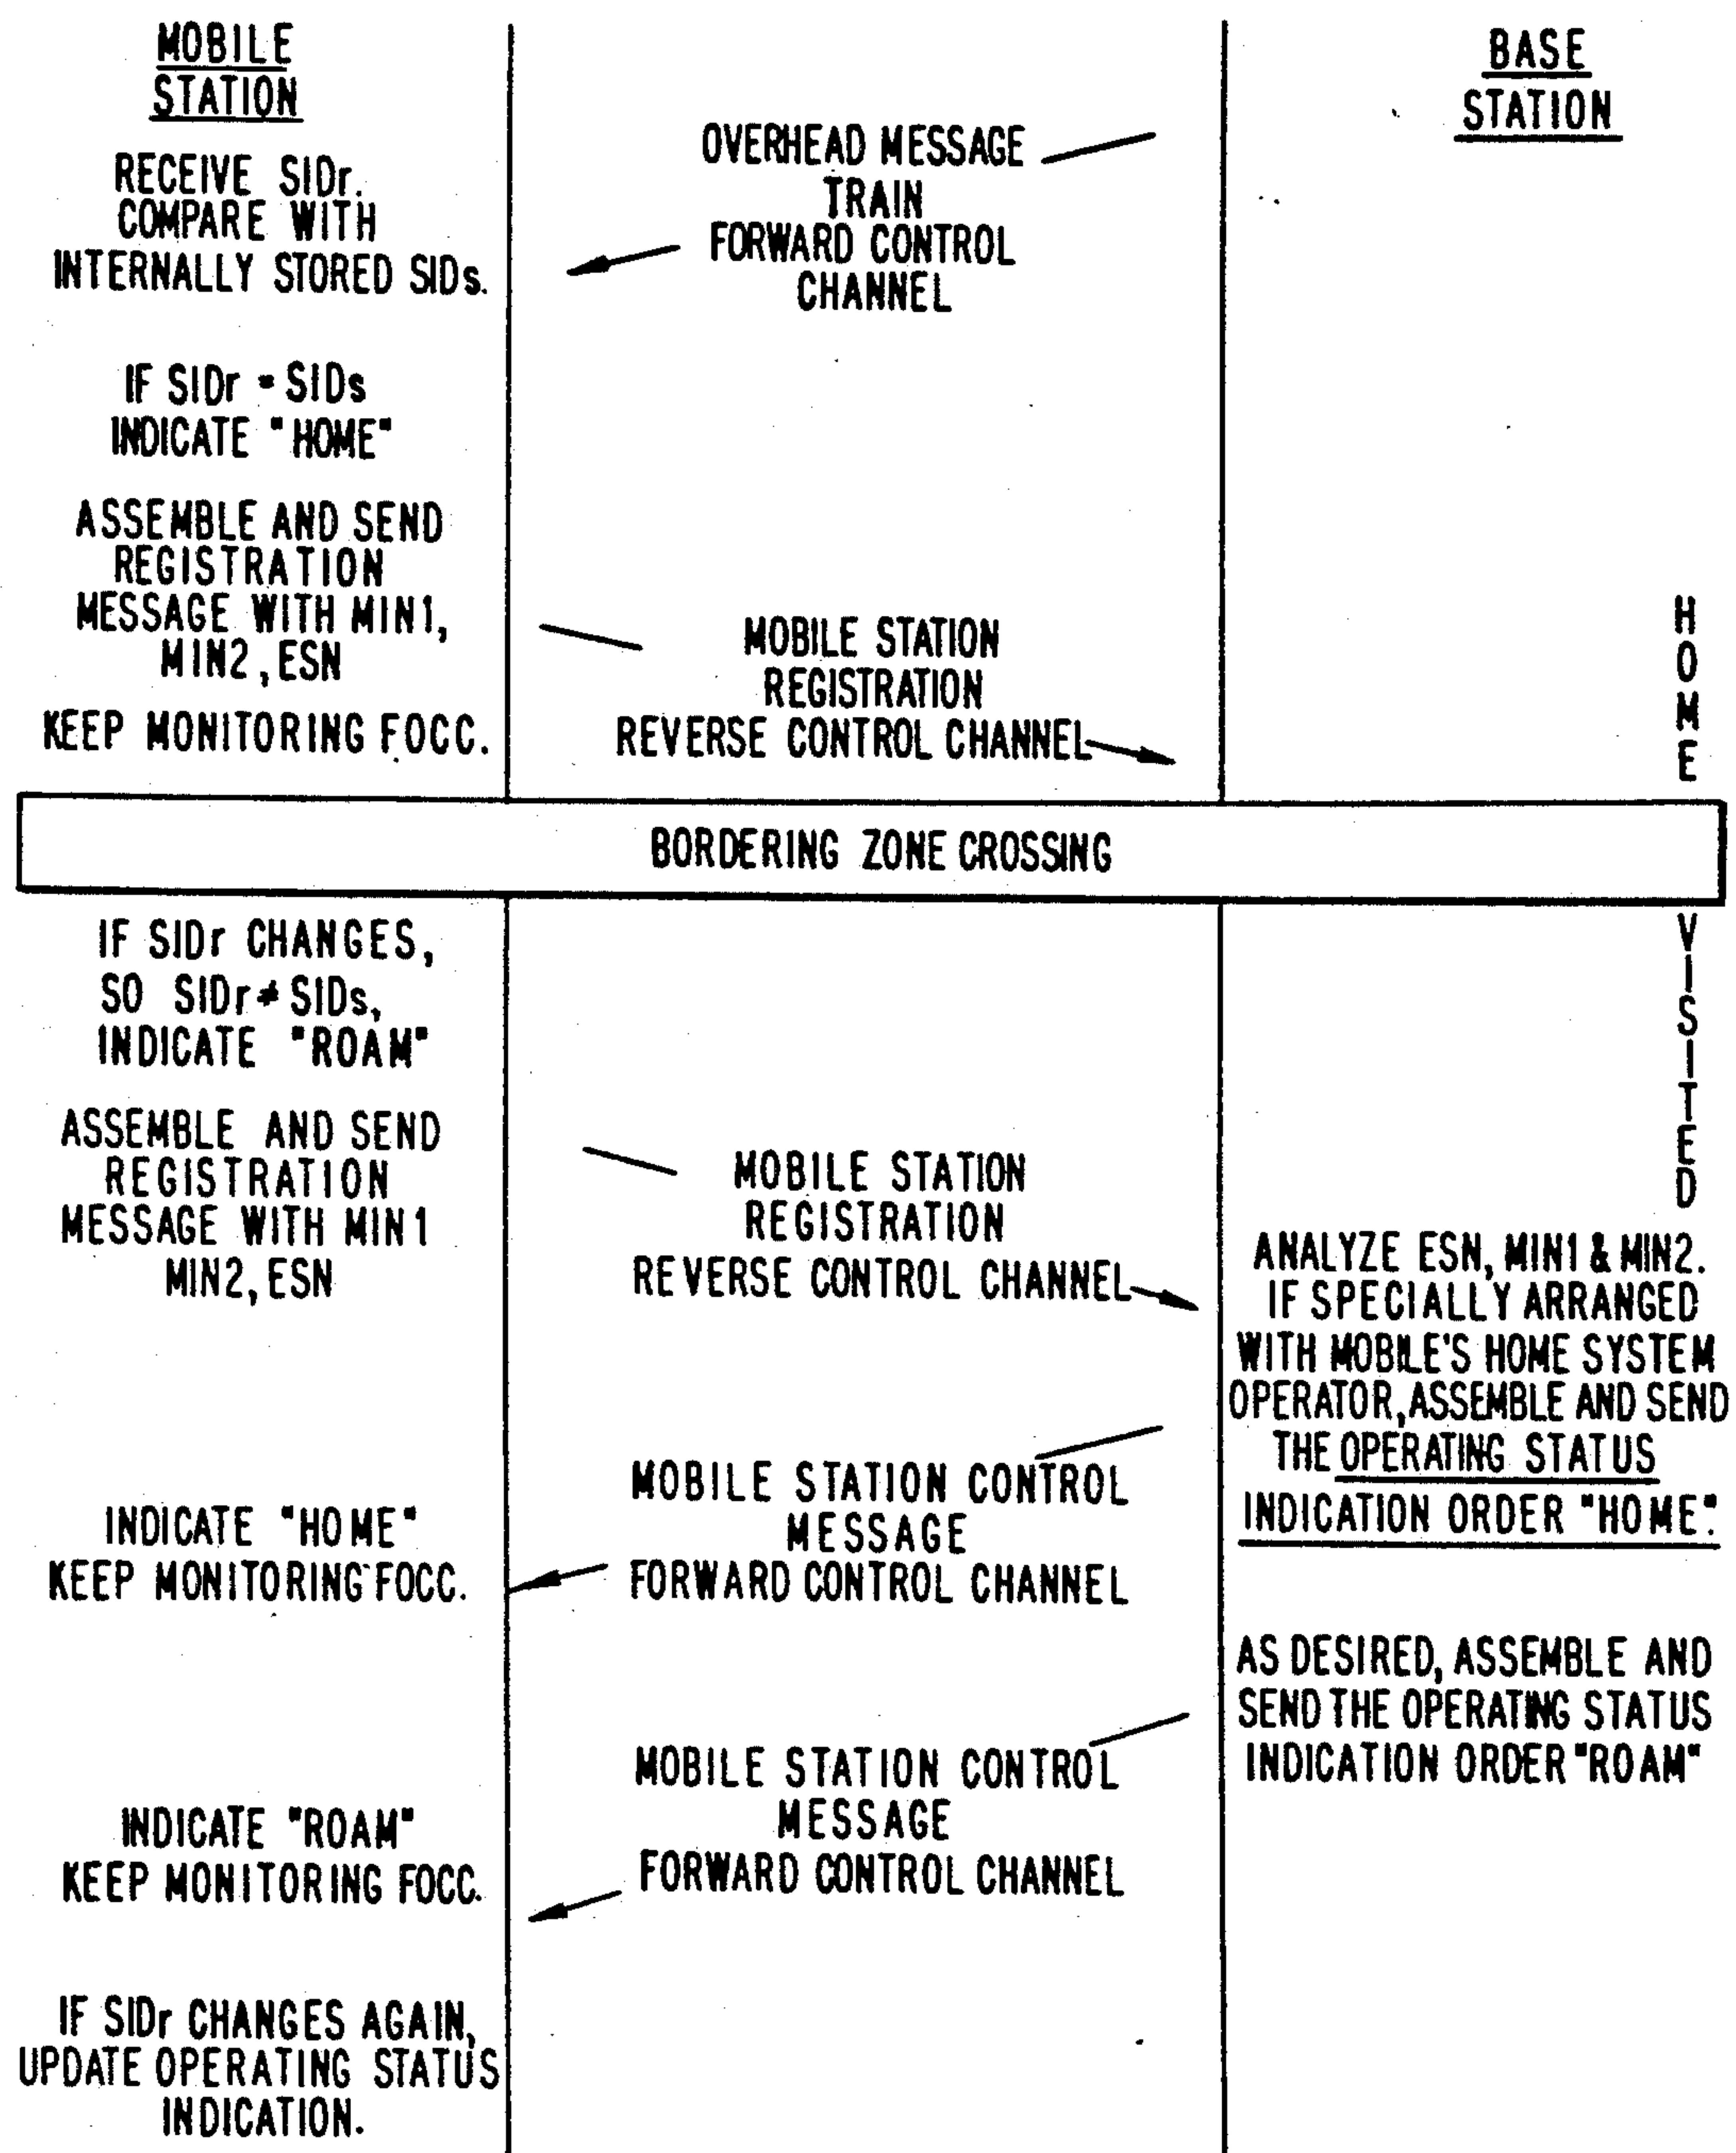 MOBILE
STATION
BASE
STATION
OVERHEAD MESSAGE
TRAIN
FORWARD CONTROL
CHANNEL
RECEIVE SIDr.
COMPARE WITH
INTERNALLY STORED SIDs.
IF SIDr = SIDs
INDICATE "HOME"
ASSEMBLE AND SEND
REGISTRATION
MESSAGE WITH MIN1,
MIN2, ESN
KEEP MONITORING FOCC.
MOBILE STATION
REGISTRATION
REVERSE CONTROL CHANNEL
HOME
BORDERING ZONE CROSSING
VISITED
IF SIDr CHANGES,
SO SIDr ≠ SIDs,
INDICATE "ROAM"
ASSEMBLE AND SEND
REGISTRATION
MESSAGE WITH MIN1
MIN2, ESN
MOBILE STATION
REGISTRATION
REVERSE CONTROL CHANNEL
ANALYZE ESN, MIN1 & MIN2.
IF SPECIALLY ARRANGED
WITH MOBILE'S HOME SYSTEM
OPERATOR, ASSEMBLE AND SEND
THE OPERATING STATUS
INDICATION ORDER "HOME".
MOBILE STATION CONTROL
MESSAGE
FORWARD CONTROL CHANNEL
INDICATE "HOME"
KEEP MONITORING FOCC.
AS DESIRED, ASSEMBLE AND
SEND THE OPERATING STATUS
INDICATION ORDER "ROAM"
MOBILE STATION CONTROL
MESSAGE
FORWARD CONTROL CHANNEL
INDICATE "ROAM"
KEEP MONITORING FOCC.
IF SIDr CHANGES AGAIN,
UPDATE OPERATING STATUS
INDICATION.